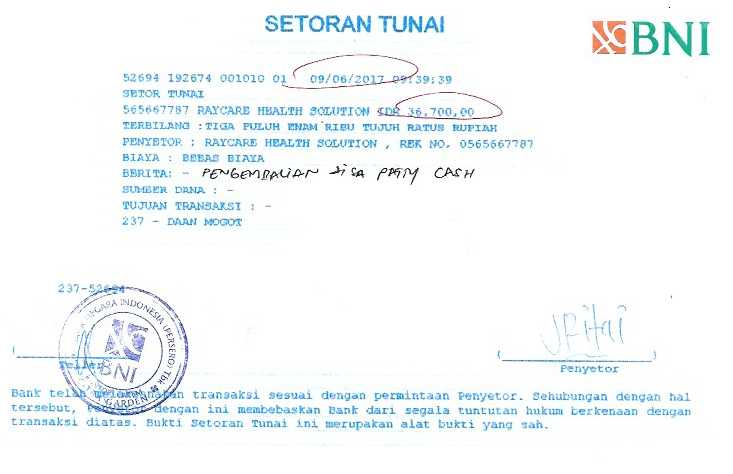 SETORAN TUNAI
BNI
52694 192674 001010 01 09/06/2017 09:39:39
SETOR TUNAI
565667787 RAYCARE HEALTH SOLUTION IDR 36,700.00
TERBILANG : TIGA PULUH ENAM RIBU TUJUH RATUS RUPIAH
PENYETOR : RAYCARE HEALTH SOLUTION , REK NO. 0565667787
BIAYA : BEBAS BIAYA
BERITA: - PENGEMBALIAN SISA PETTY CASH
SUMBER DANA : -
TUJUAN TRANSAKSI : -
237 - DAAN MOGOT
237-52694
NEGARA INDONESIA (PERSERO) Tbk
BNI
GARDEN
Teller
Penyetor
Bank telah melaksanakan transaksi sesuai dengan permintaan Penyetor. Sehubungan dengan hal
tersebut, Penyetor dengan ini membebaskan Bank dari segala tuntutan hukum berkenaan dengan
transaksi diatas. Bukti Setoran Tunai ini merupakan alat bukti yang sah.